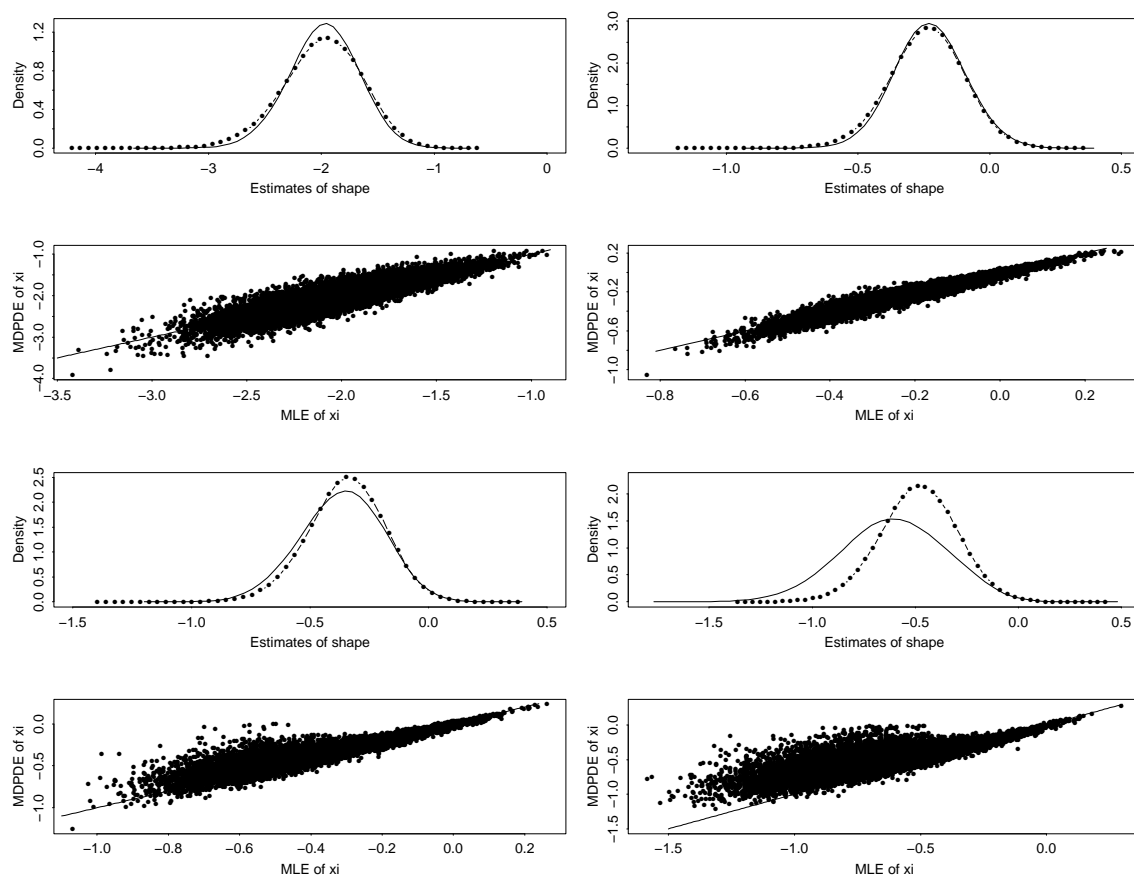 Density
0.0 0.4 0.8 1.2
−4 −3 −2 −1 0
Estimates of shape
Density
0.0 1.0 2.0 3.0
−1.0 −0.5 0.0 0.5
Estimates of shape
MDPDE of xi
−4.0 −3.0 −2.0 −1.0
−3.5 −3.0 −2.5 −2.0 −1.5 −1.0
MLE of xi
MDPDE of xi
−1.0 −0.6 −0.2 0.2
−0.8 −0.6 −0.4 −0.2 0.0 0.2
MLE of xi
Density
0.0 0.5 1.0 1.5 2.0 2.5
−1.5 −1.0 −0.5 0.0 0.5
Estimates of shape
Density
0.0 0.5 1.0 1.5 2.0
−1.5 −1.0 −0.5 0.0 0.5
Estimates of shape
MDPDE of xi
−1.0 −0.5 0.0
−1.0 −0.8 −0.6 −0.4 −0.2 0.0 0.2
MLE of xi
MDPDE of xi
−1.5 −1.0 −0.5 0.0
−1.5 −1.0 −0.5 0.0
MLE of xi